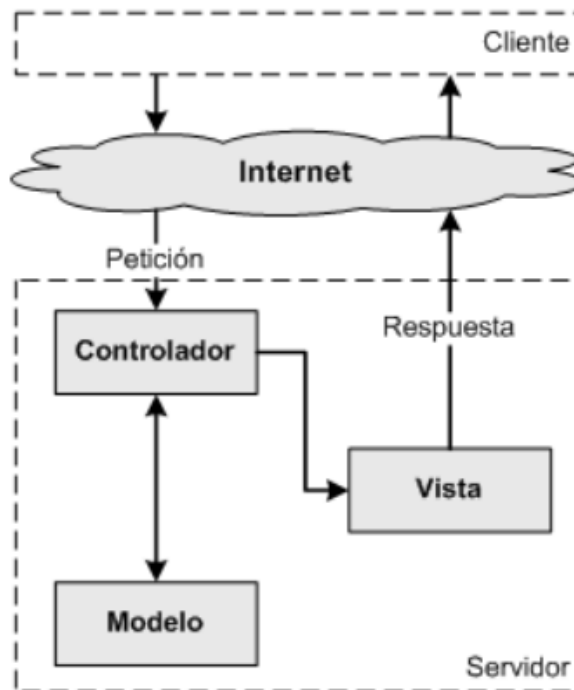 Cliente
Internet
Petición
Controlador
Respuesta
Vista
Modelo
Servidor